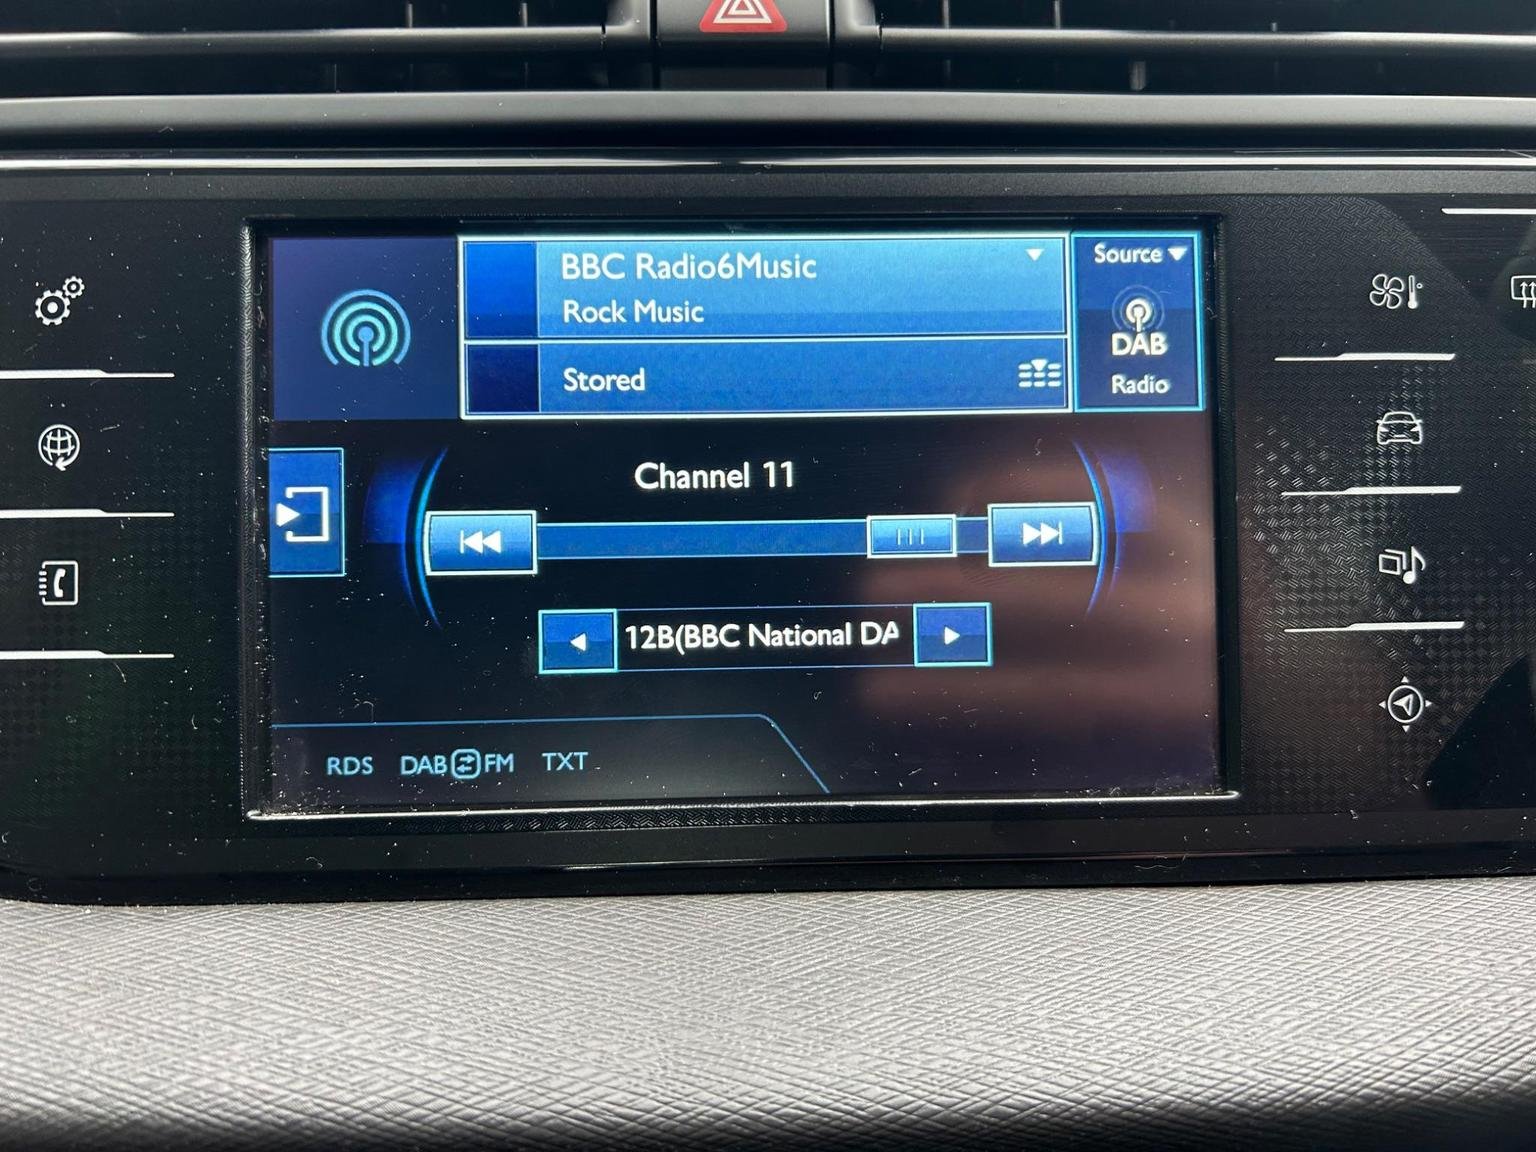 BBC Radio6Music
Rock Music
Stored
Source
DAB
Radio
Channel 11
12B(BBC National DA
RDS DAB FM TXT